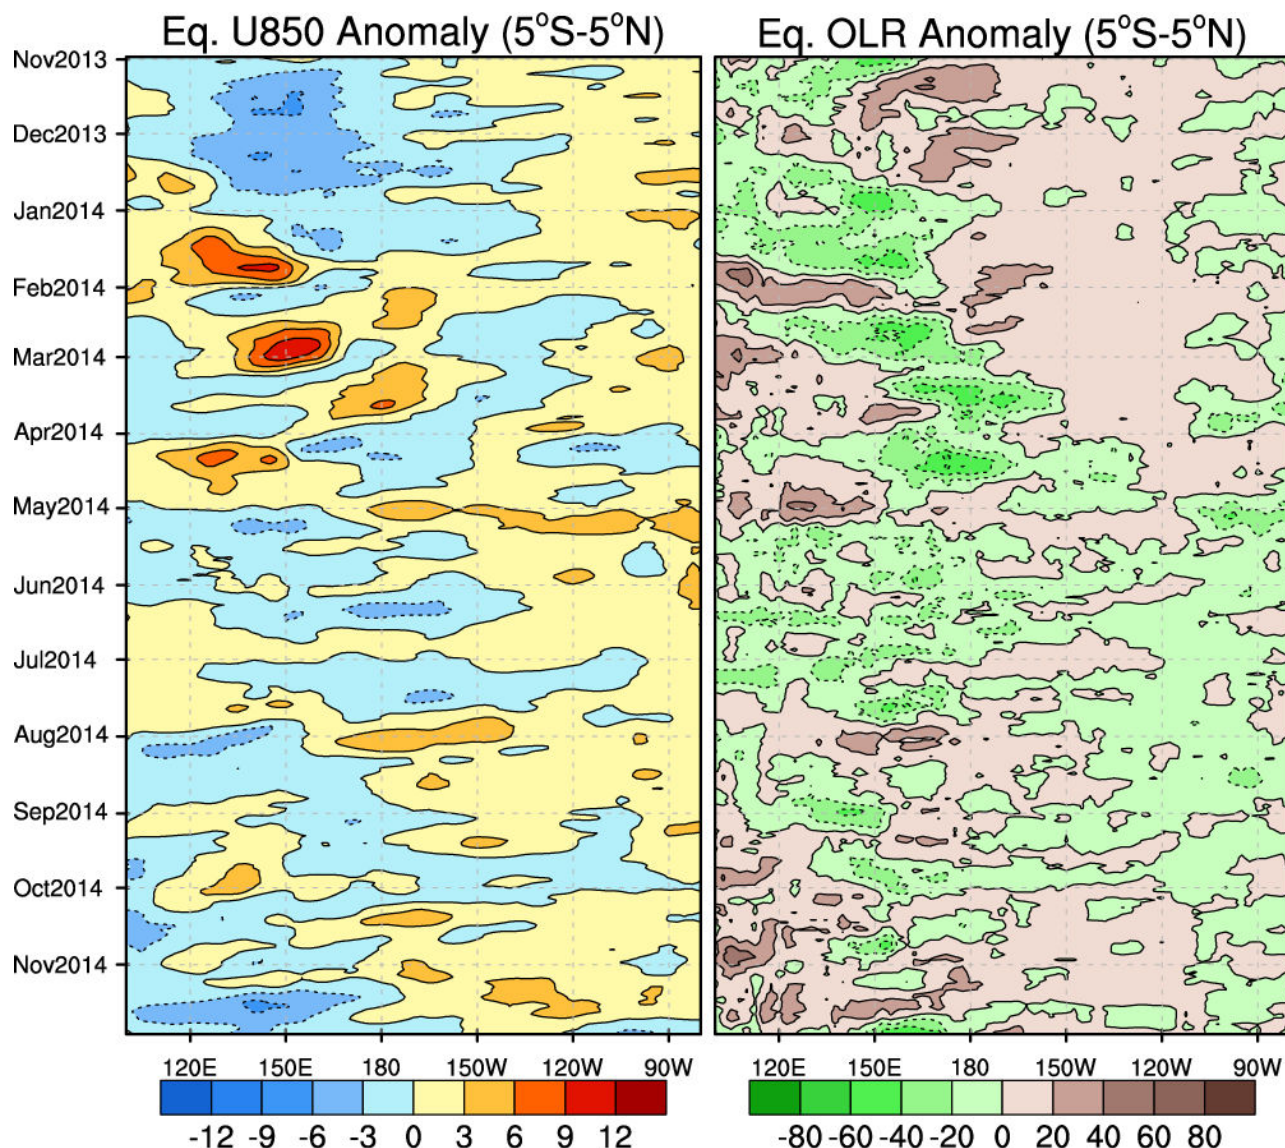 Eq. U850 Anomaly (5°S-5°N)
Eq. OLR Anomaly (5°S-5°N)
Nov2013
Dec2013
Jan2014
Feb2014
Mar2014
Apr2014
May2014
Jun2014
Jul2014
Aug2014
Sep2014
Oct2014
Nov2014
120E 150E 180 150W 120W 90W
120E 150E 180 150W 120W 90W
-12 -9 -6 -3 0 3 6 9 12
-80 -60 -40 -20 0 20 40 60 80